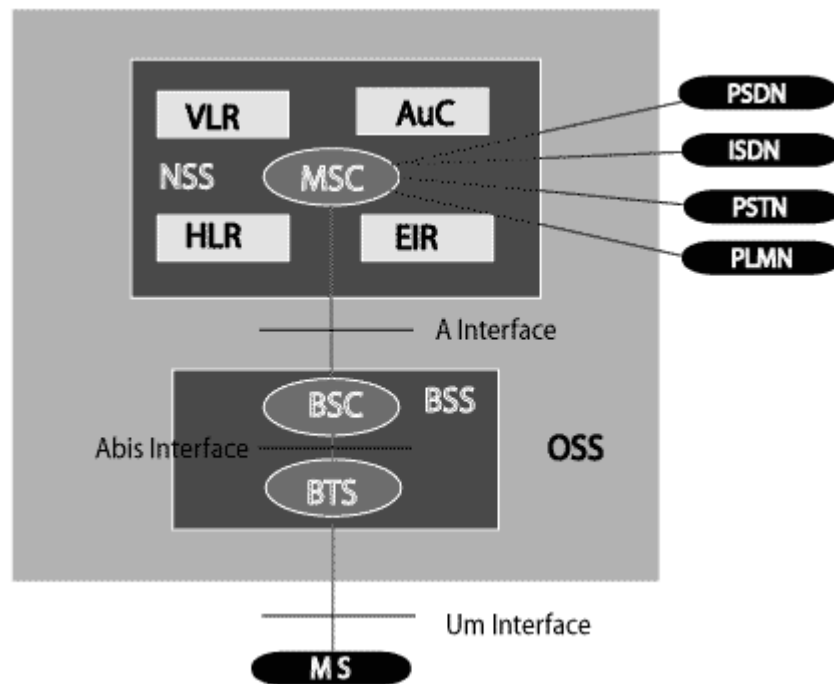 VLR
AuC
PSDN
ISDN
NSS
MSC
PSTN
HLR
EIR
PLMN
A Interface
BSC
BSS
Abis Interface
OSS
BTS
Um Interface
MS